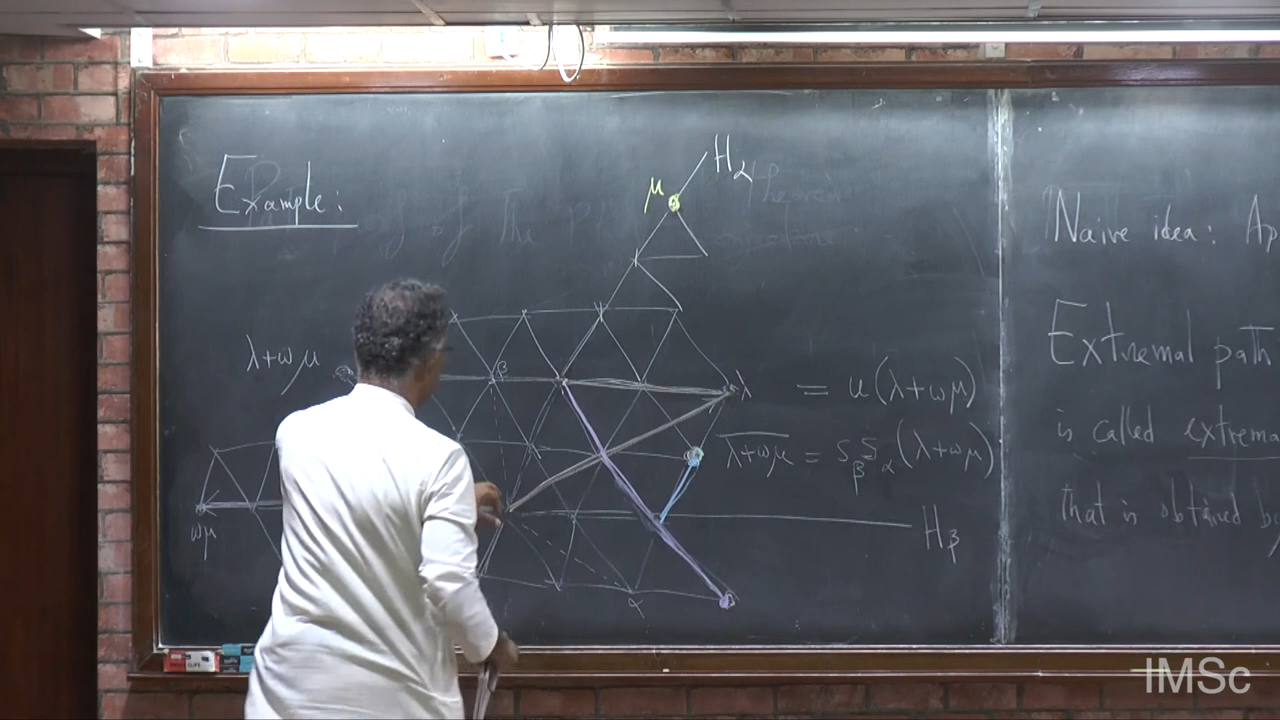 Example:
μ
H_α
λ+ωμ
β
λ
= u(λ+ωμ)
\overline{λ+ωμ} = s_β s_α (λ+ωμ)
ωμ
H_β
α
Naive idea: Ap
Extremal path
is called extrema
that is obtained b
IMSc